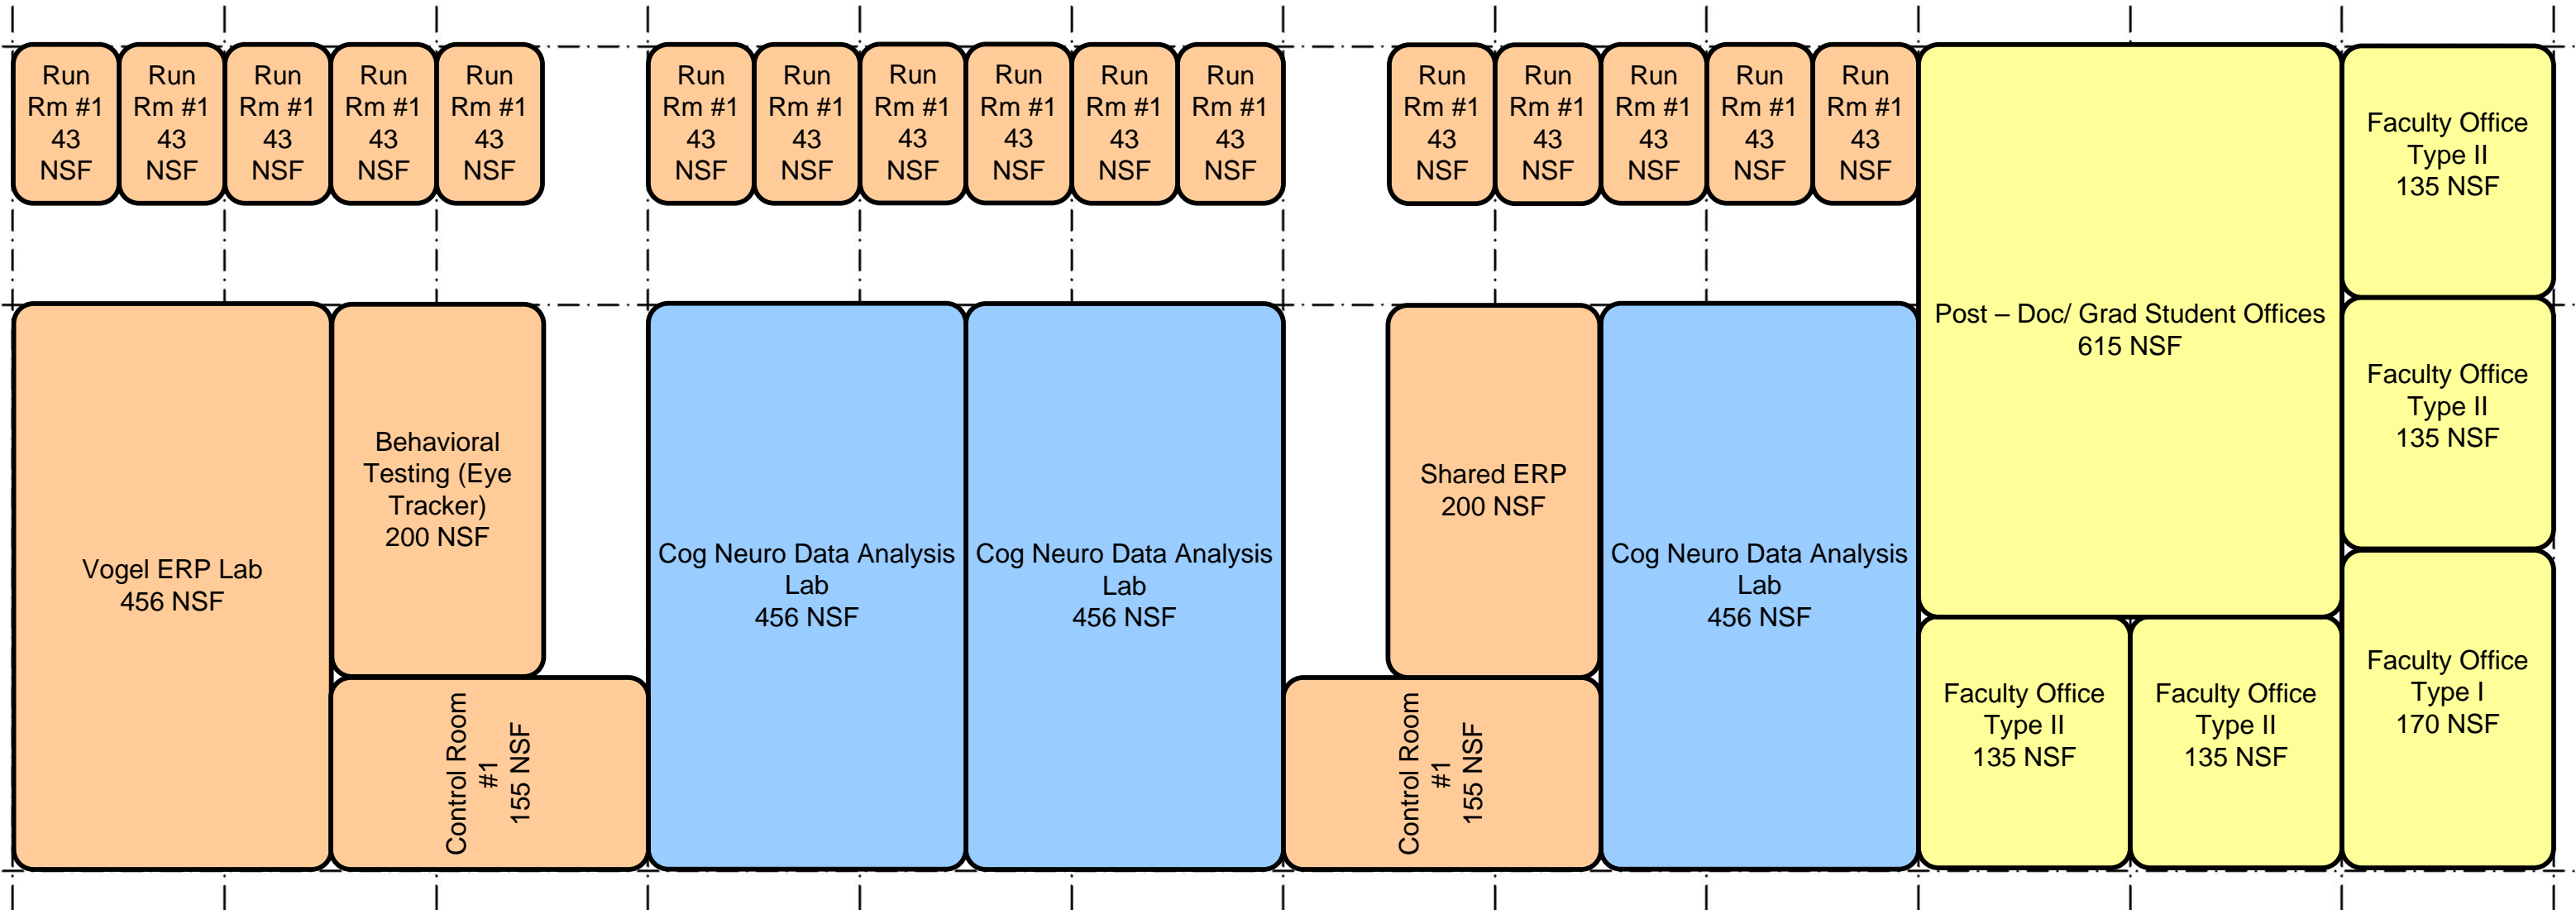 Run
Rm #1
43
NSF
Run
Rm #1
43
NSF
Run
Rm #1
43
NSF
Run
Rm #1
43
NSF
Run
Rm #1
43
NSF
Run
Rm #1
43
NSF
Run
Rm #1
43
NSF
Run
Rm #1
43
NSF
Run
Rm #1
43
NSF
Run
Rm #1
43
NSF
Run
Rm #1
43
NSF
Run
Rm #1
43
NSF
Run
Rm #1
43
NSF
Run
Rm #1
43
NSF
Run
Rm #1
43
NSF
Run
Rm #1
43
NSF
Post – Doc/ Grad Student Offices
615 NSF
Faculty Office
Type II
135 NSF
Faculty Office
Type II
135 NSF
Vogel ERP Lab
456 NSF
Behavioral
Testing (Eye
Tracker)
200 NSF
Control Room
#1
155 NSF
Cog Neuro Data Analysis
Lab
456 NSF
Cog Neuro Data Analysis
Lab
456 NSF
Shared ERP
200 NSF
Control Room
#1
155 NSF
Cog Neuro Data Analysis
Lab
456 NSF
Faculty Office
Type II
135 NSF
Faculty Office
Type II
135 NSF
Faculty Office
Type I
170 NSF